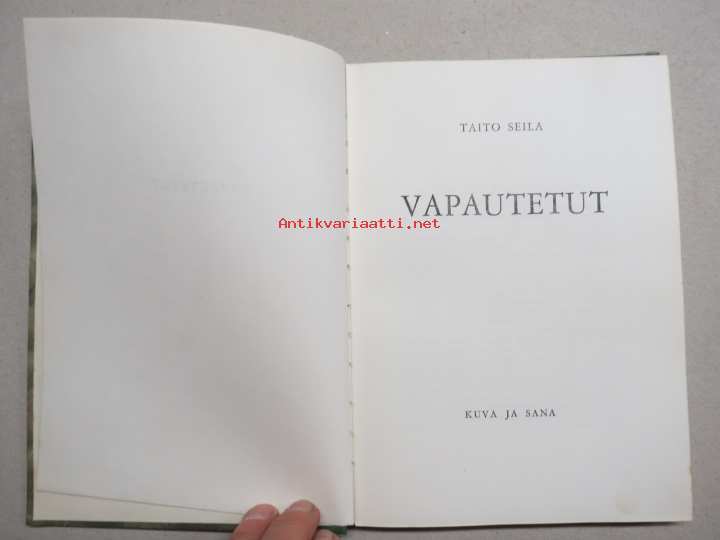 TAITO SEILA
VAPAUTETUT
Antikvariaatti.net
KUVA JA SANA